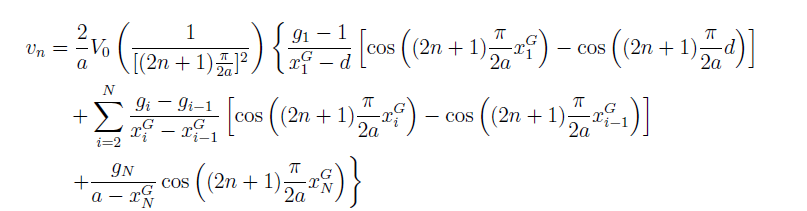 $v_n = \frac{2}{a} V_0 \left( \frac{1}{[(2n+1)\frac{\pi}{2a}]^2} \right) \left\{ \frac{g_1 - 1}{x_1^G - d} \left[ \cos\left( (2n+1)\frac{\pi}{2a} x_1^G \right) - \cos\left( (2n+1)\frac{\pi}{2a} d \right) \right] \right.$
$+ \sum_{i=2}^{N} \frac{g_i - g_{i-1}}{x_i^G - x_{i-1}^G} \left[ \cos\left( (2n+1)\frac{\pi}{2a} x_i^G \right) - \cos\left( (2n+1)\frac{\pi}{2a} x_{i-1}^G \right) \right]$
$\left. + \frac{g_N}{a - x_N^G} \cos\left( (2n+1)\frac{\pi}{2a} x_N^G \right) \right\}$